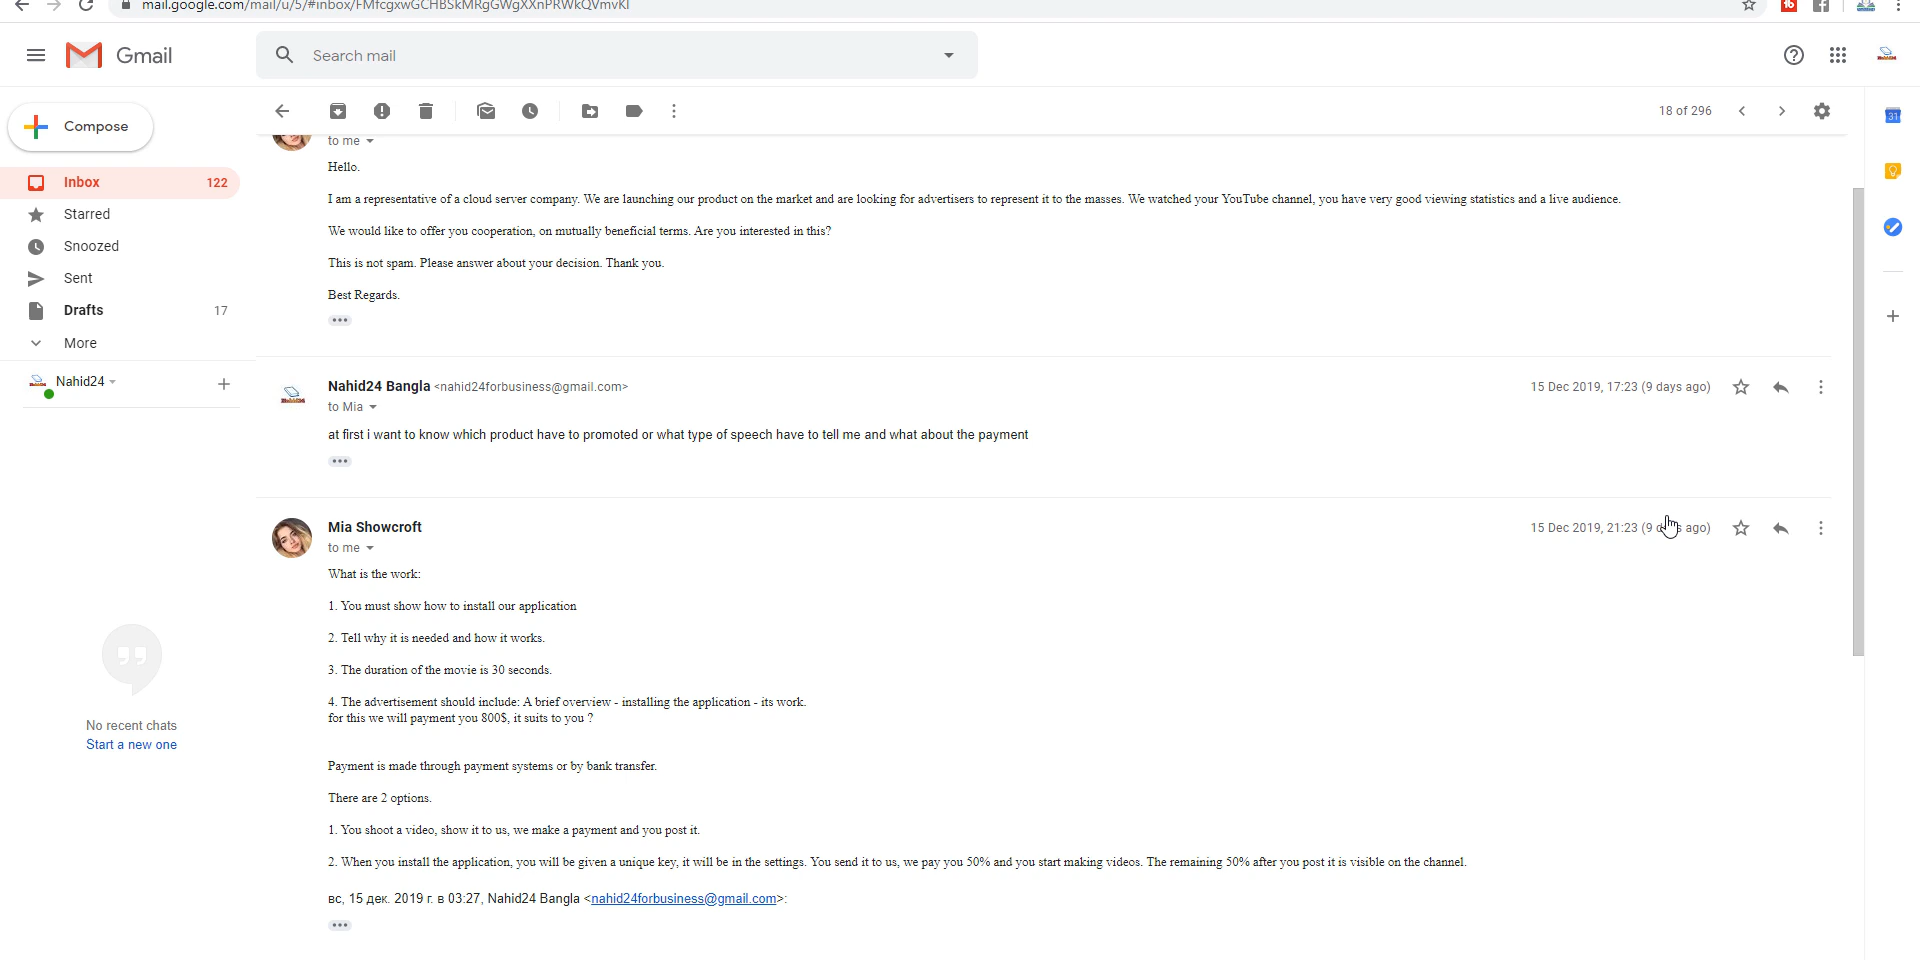 mail.google.com/mail/u/5/#inbox/FMfcgxwGCHBSkMRgGWgXXnPRWkQVmvKl
Gmail
Search mail
Compose
18 of 296
31
Inbox 122
Starred
Snoozed
Sent
Drafts 17
More
Nahid24
No recent chats
Start a new one
to me
Hello.
I am a representative of a cloud server company. We are launching our product on the market and are looking for advertisers to represent it to the masses. We watched your YouTube channel, you have very good viewing statistics and a live audience.
We would like to offer you cooperation, on mutually beneficial terms. Are you interested in this?
This is not spam. Please answer about your decision. Thank you.
Best Regards.
Nahid24 Bangla <nahid24forbusiness@gmail.com> 15 Dec 2019, 17:23 (9 days ago)
to Mia
at first i want to know which product have to promoted or what type of speech have to tell me and what about the payment
Mia Showcroft 15 Dec 2019, 21:23 (9 ago)
to me
What is the work:
1. You must show how to install our application
2. Tell why it is needed and how it works.
3. The duration of the movie is 30 seconds.
4. The advertisement should include: A brief overview - installing the application - its work.
for this we will payment you 800$, it suits to you ?
Payment is made through payment systems or by bank transfer.
There are 2 options.
1. You shoot a video, show it to us, we make a payment and you post it.
2. When you install the application, you will be given a unique key, it will be in the settings. You send it to us, we pay you 50% and you start making videos. The remaining 50% after you post it is visible on the channel.
вс, 15 дек. 2019 г. в 03:27, Nahid24 Bangla <nahid24forbusiness@gmail.com>: